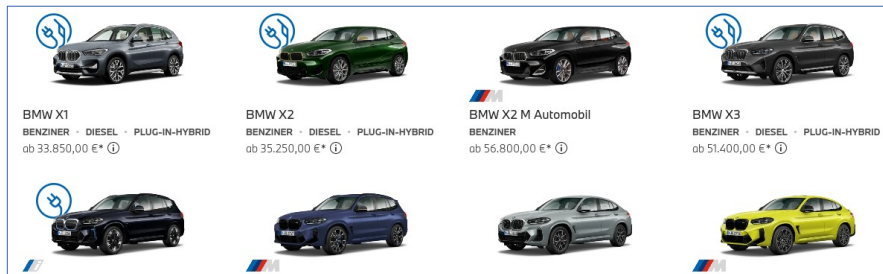 BMW X1
BENZINER · DIESEL · PLUG-IN-HYBRID
ab 33.850,00 €* ⓘ
BMW X2
BENZINER · DIESEL · PLUG-IN-HYBRID
ab 35.250,00 €* ⓘ
M
BMW X2 M Automobil
BENZINER
ab 56.800,00 €* ⓘ
BMW X3
BENZINER · DIESEL · PLUG-IN-HYBRID
ab 51.400,00 €* ⓘ
i
M
M